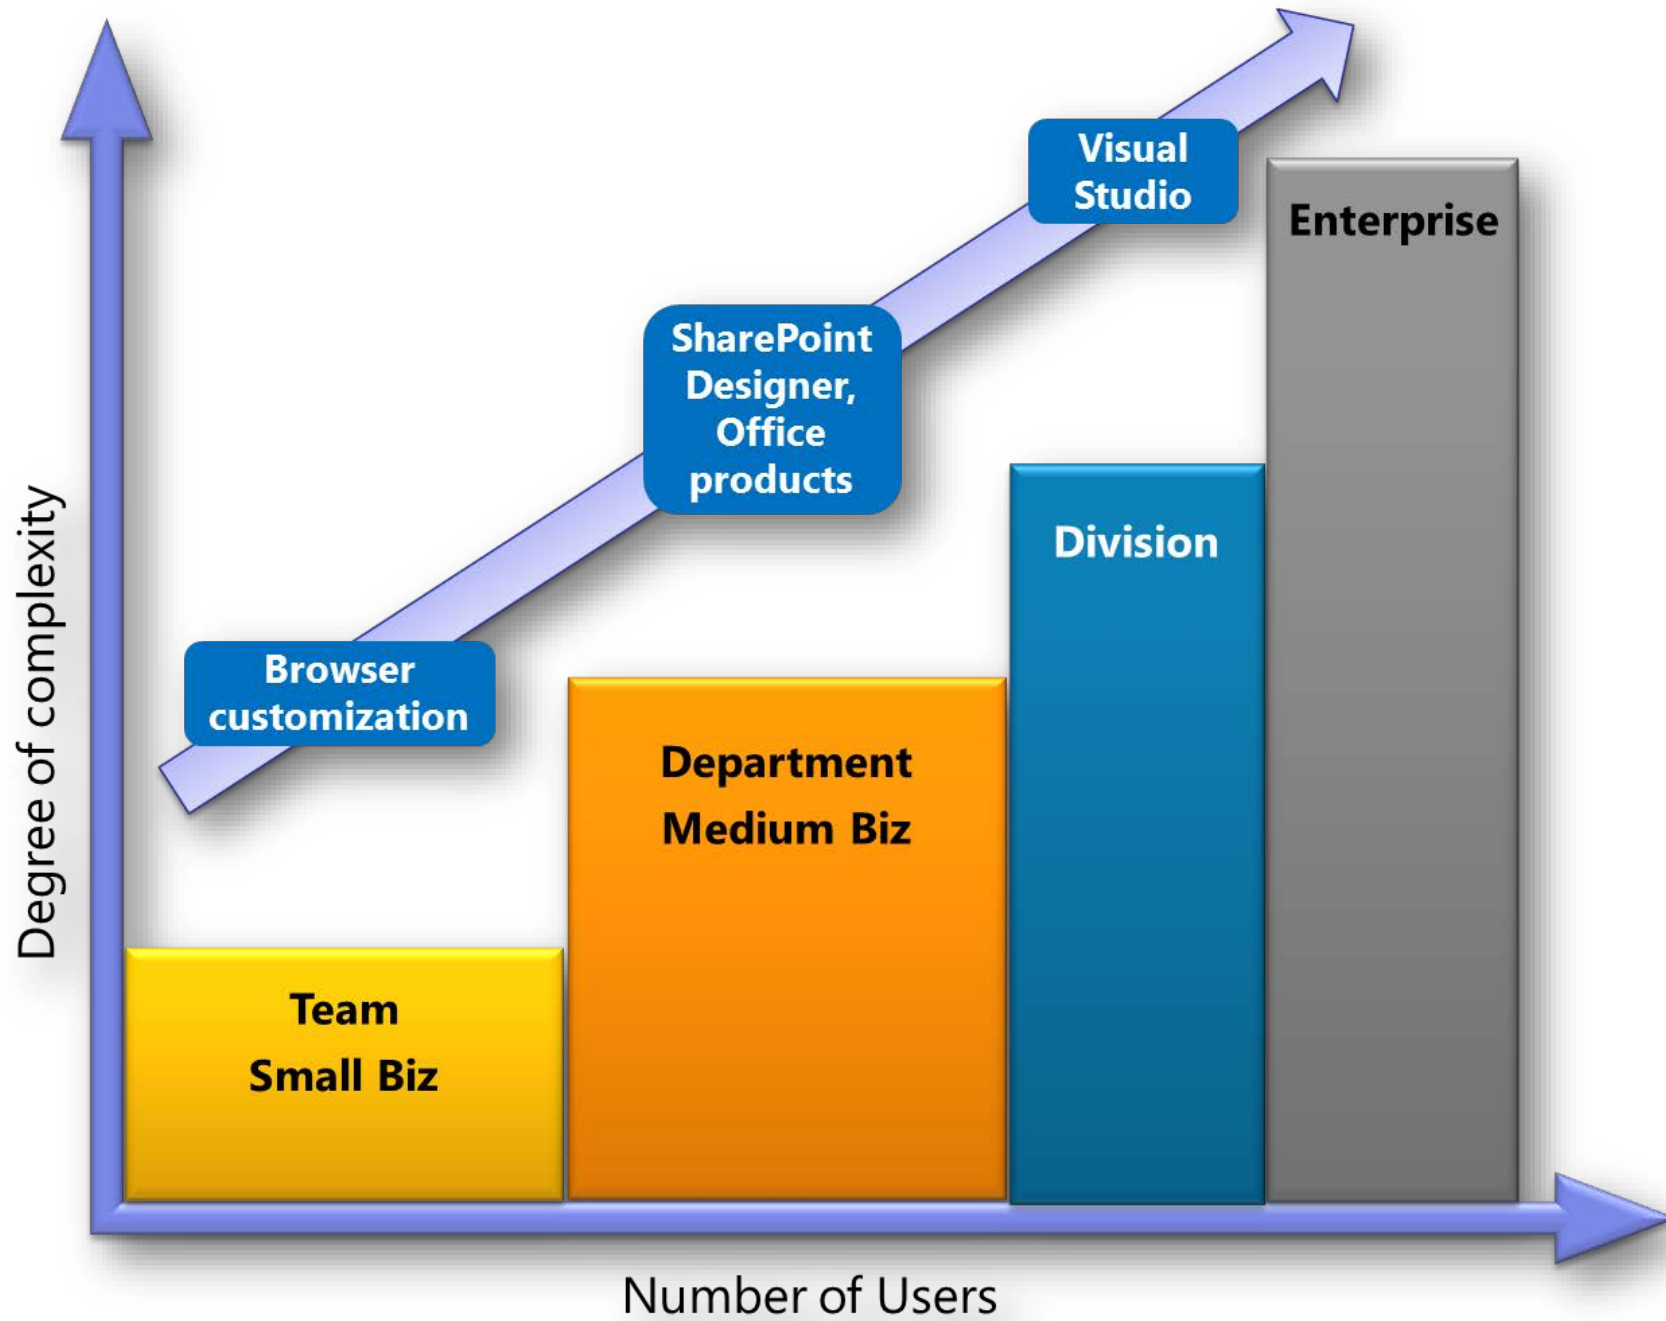 Visual
Studio
Enterprise
SharePoint
Designer,
Office
products
Division
Browser
customization
Department
Medium Biz
Team
Small Biz
Degree of complexity
Number of Users